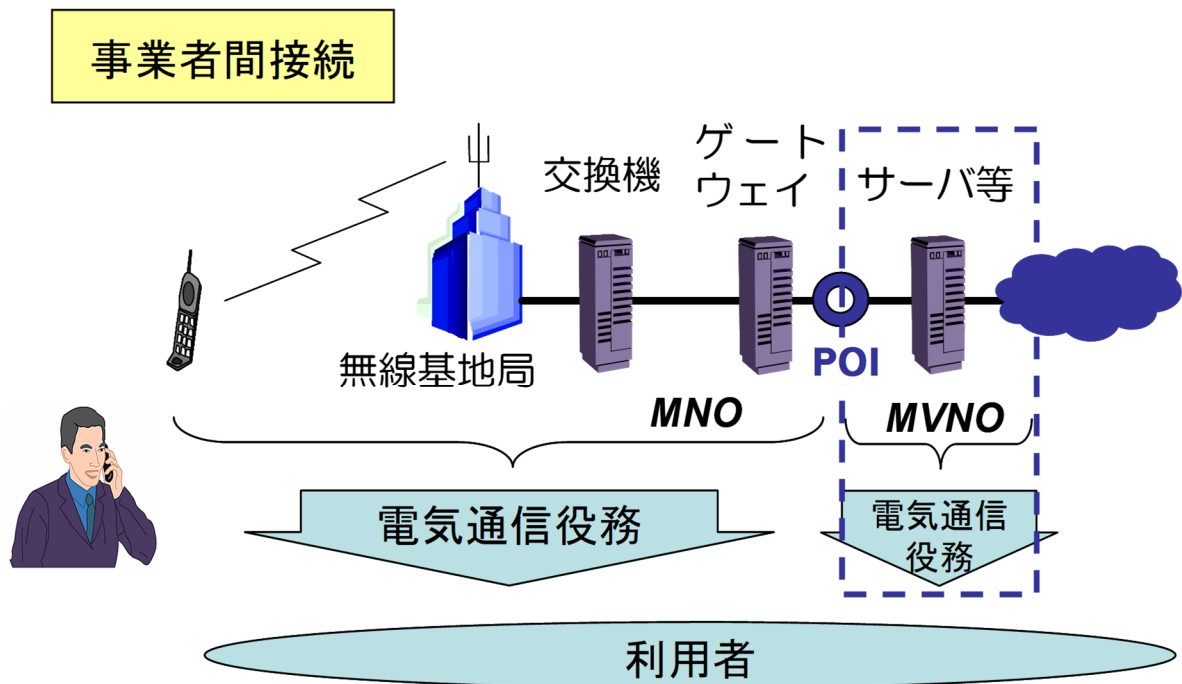 事業者間接続
ゲート
ウェイ
交換機
サーバ等
POI
無線基地局
MNO
MVNO
電気通信役務
電気通信
役務
利用者